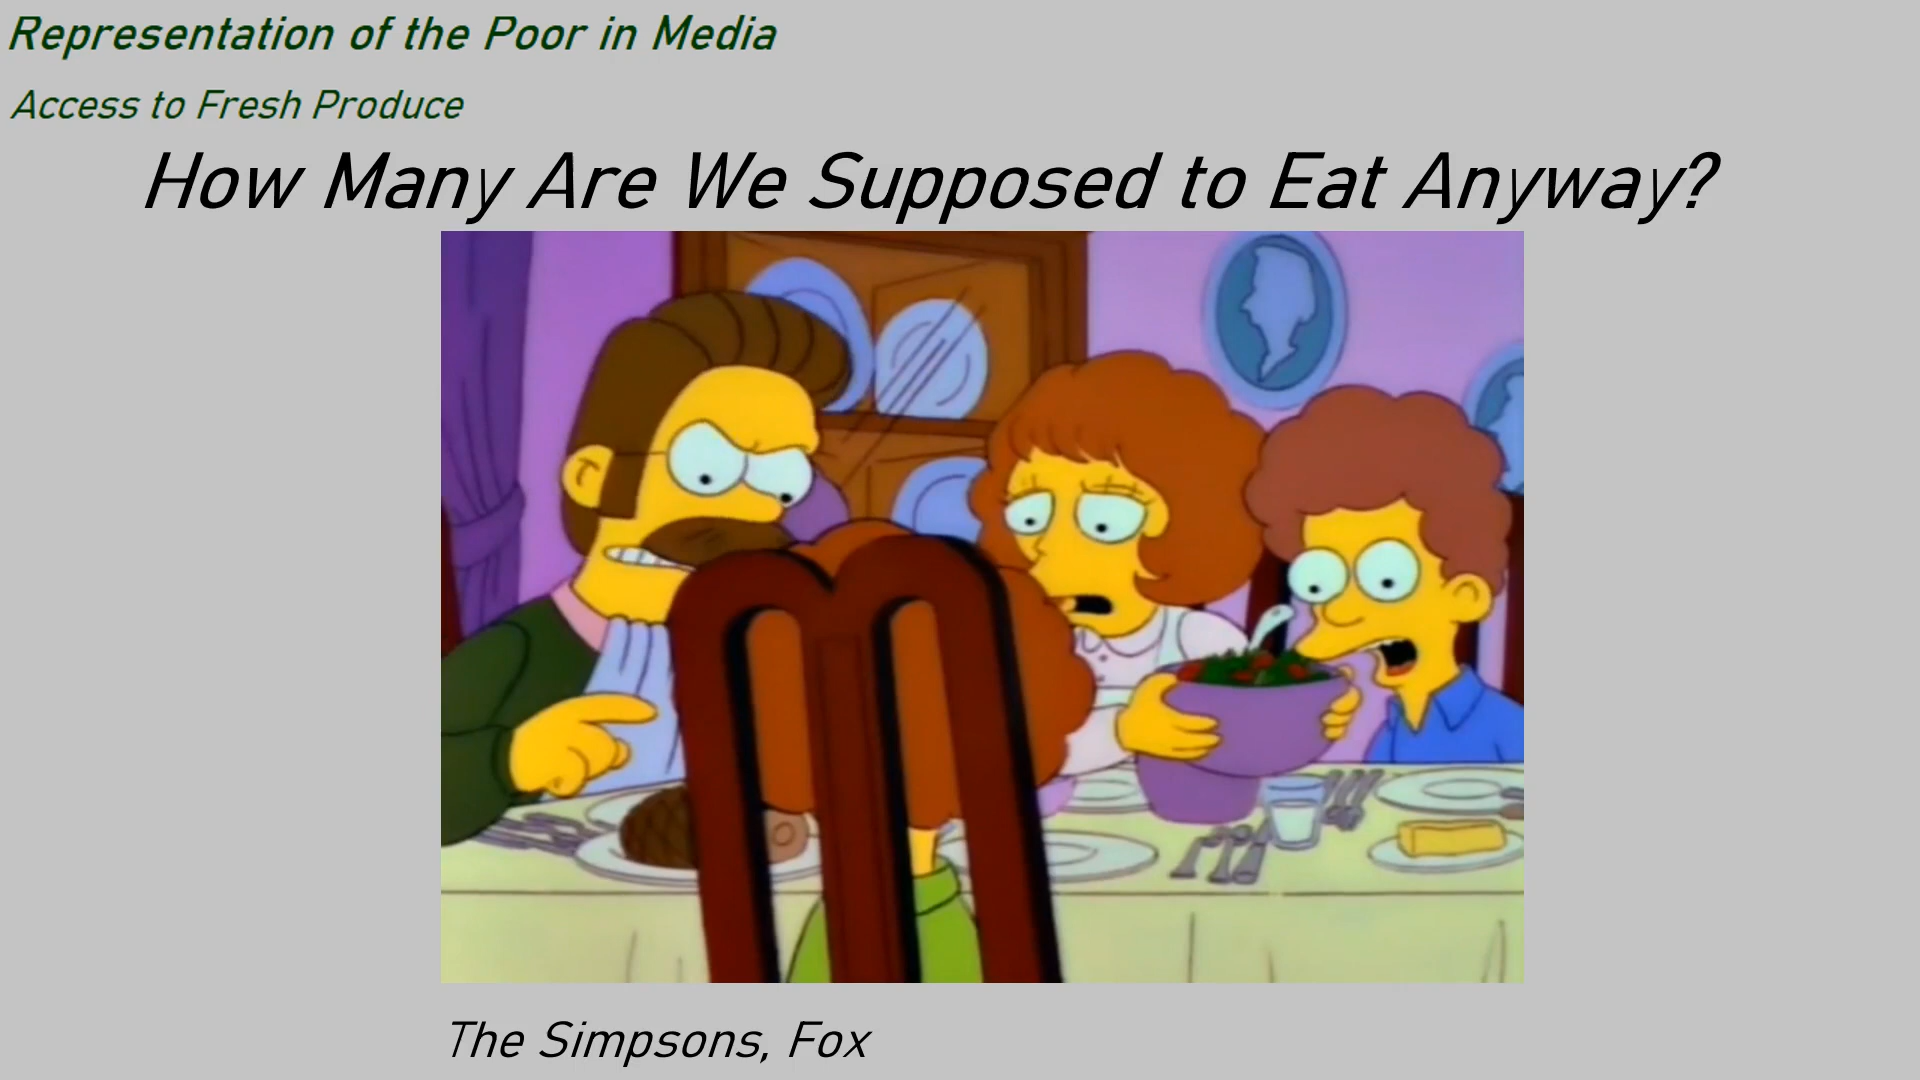 Representation of the Poor in Media
Access to Fresh Produce
How Many Are We Supposed to Eat Anyway?
The Simpsons, Fox